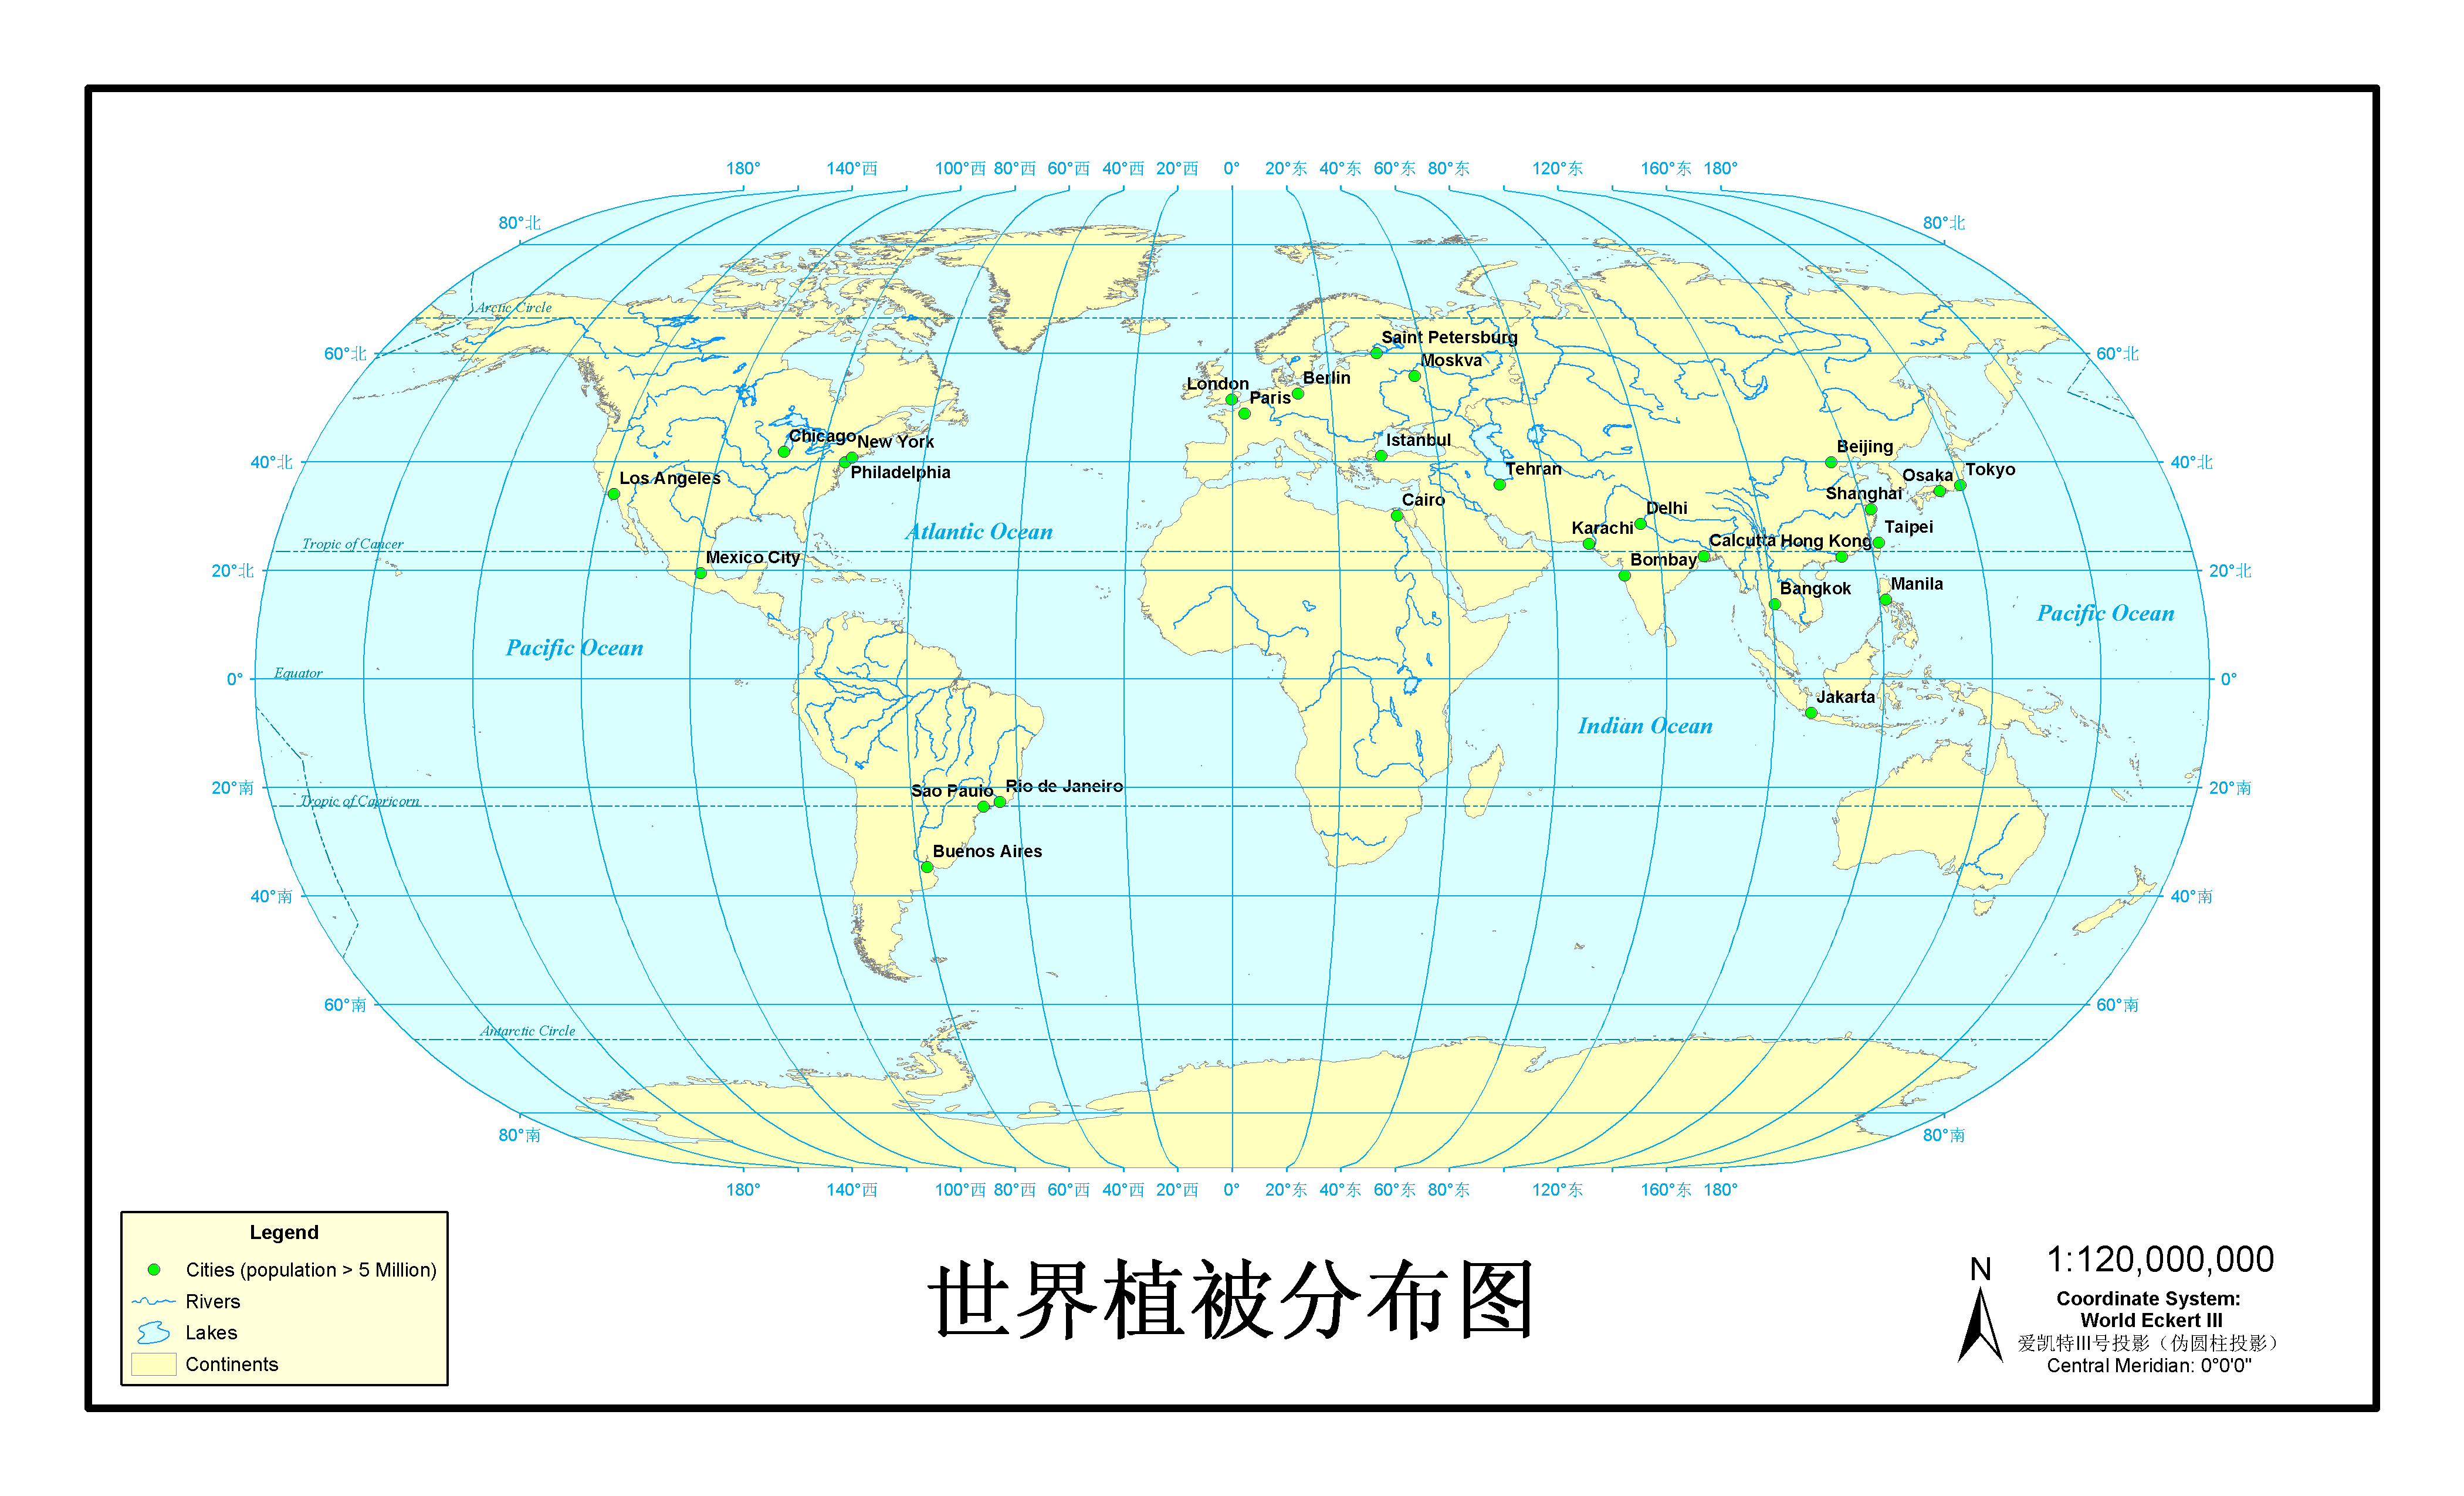 180° 140°西 100°西 80°西 60°西 40°西 20°西 0° 20°东 40°东 60°东 80°东 120°东 160°东 180°
80°北 80°北
Arctic Circle
Saint Petersburg
60°北 60°北
Moskva
Berlin
London
Paris
Chicago New York
Istanbul
Beijing
40°北 40°北
Philadelphia
Los Angeles
Tehran
Osaka Tokyo
Shanghai
Cairo
Delhi
Karachi
Taipei
Atlantic Ocean
Tropic of Cancer
Calcutta Hong Kong
Mexico City
Bombay
20°北 20°北
Bangkok
Manila
Pacific Ocean
Pacific Ocean
Equator
0° 0°
Jakarta
Indian Ocean
20°南 20°南
Sao Paulo Rio de Janeiro
Tropic of Capricorn
Buenos Aires
40°南 40°南
60°南 60°南
Antarctic Circle
80°南 80°南
180° 140°西 100°西 80°西 60°西 40°西 20°西 0° 20°东 40°东 60°东 80°东 120°东 160°东 180°
Legend
Cities (population > 5 Million)
Rivers
Lakes
Continents
世界植被分布图
N
1:120,000,000
Coordinate System:
World Eckert III
爱凯特III号投影（伪圆柱投影）
Central Meridian: 0°0'0"